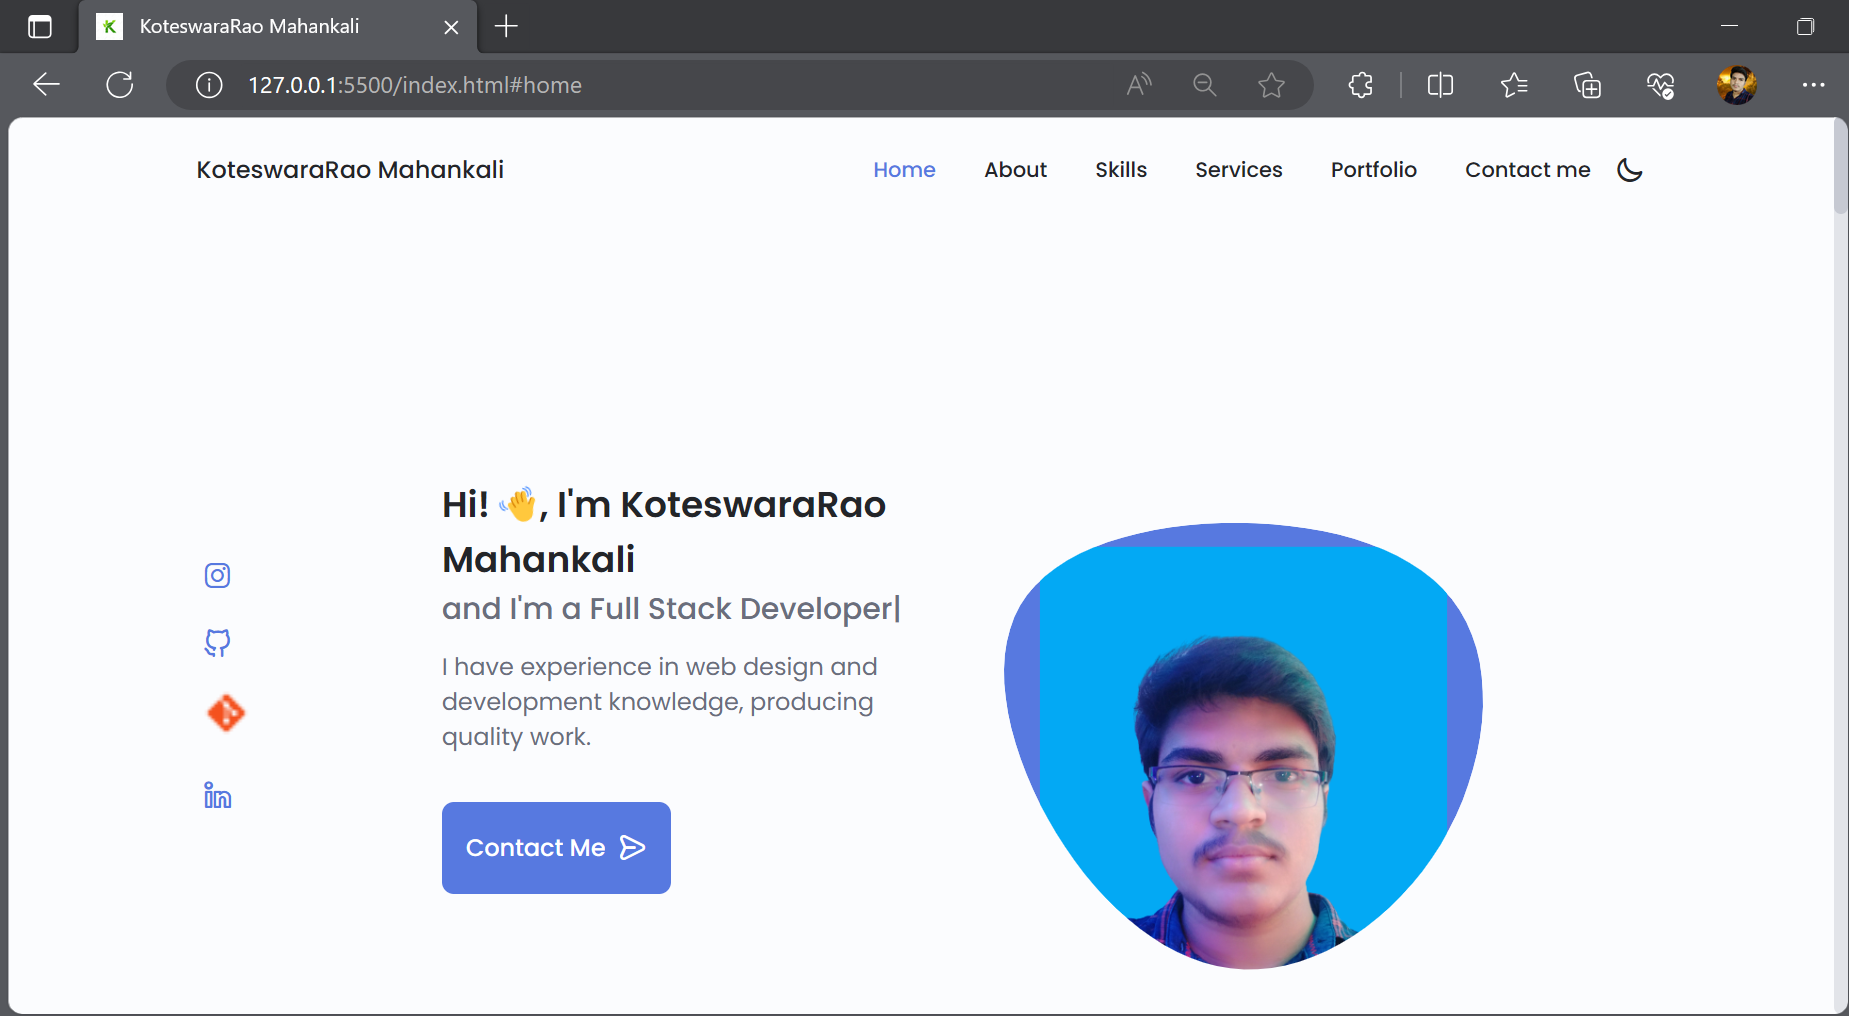 KoteswaraRao Mahankali
127.0.0.1:5500/index.html#home
KoteswaraRao Mahankali
Home About Skills Services Portfolio Contact me
Hi! 👋, I'm KoteswaraRao
Mahankali
and I'm a Full Stack Developer|
I have experience in web design and
development knowledge, producing
quality work.
Contact Me